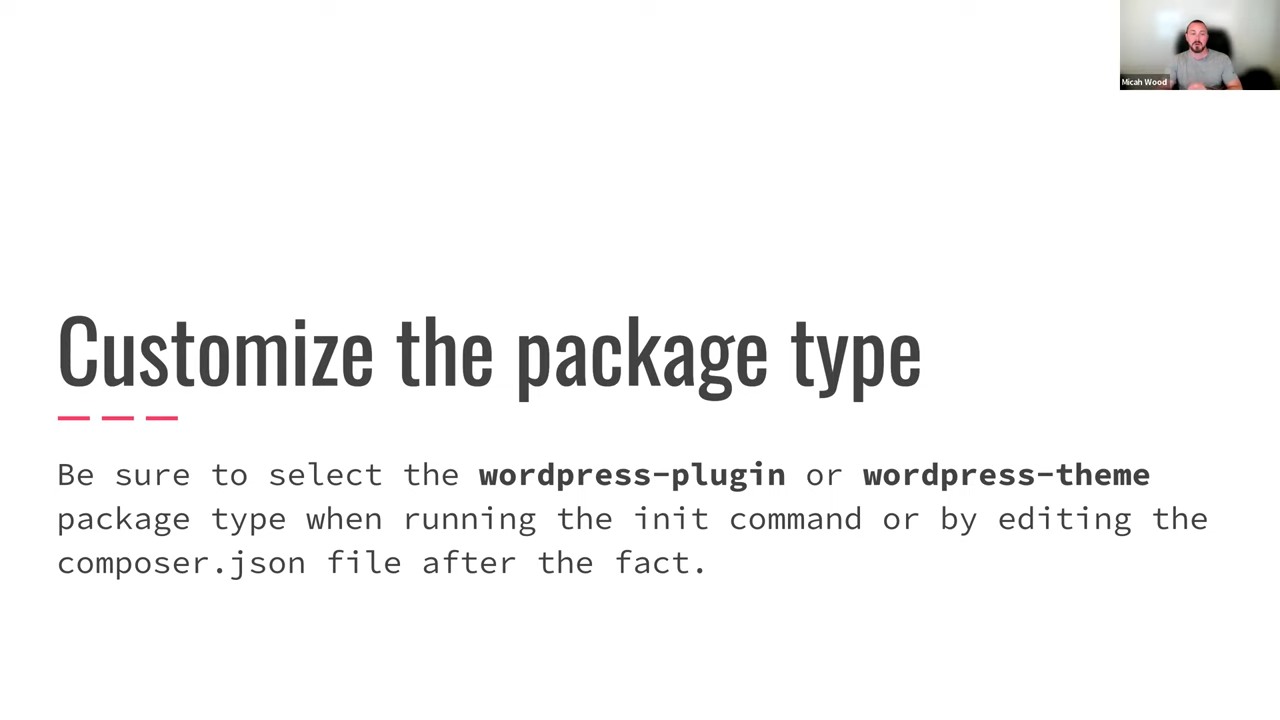 Micah Wood
Customize the package type
Be sure to select the wordpress-plugin or wordpress-theme
package type when running the init command or by editing the
composer.json file after the fact.